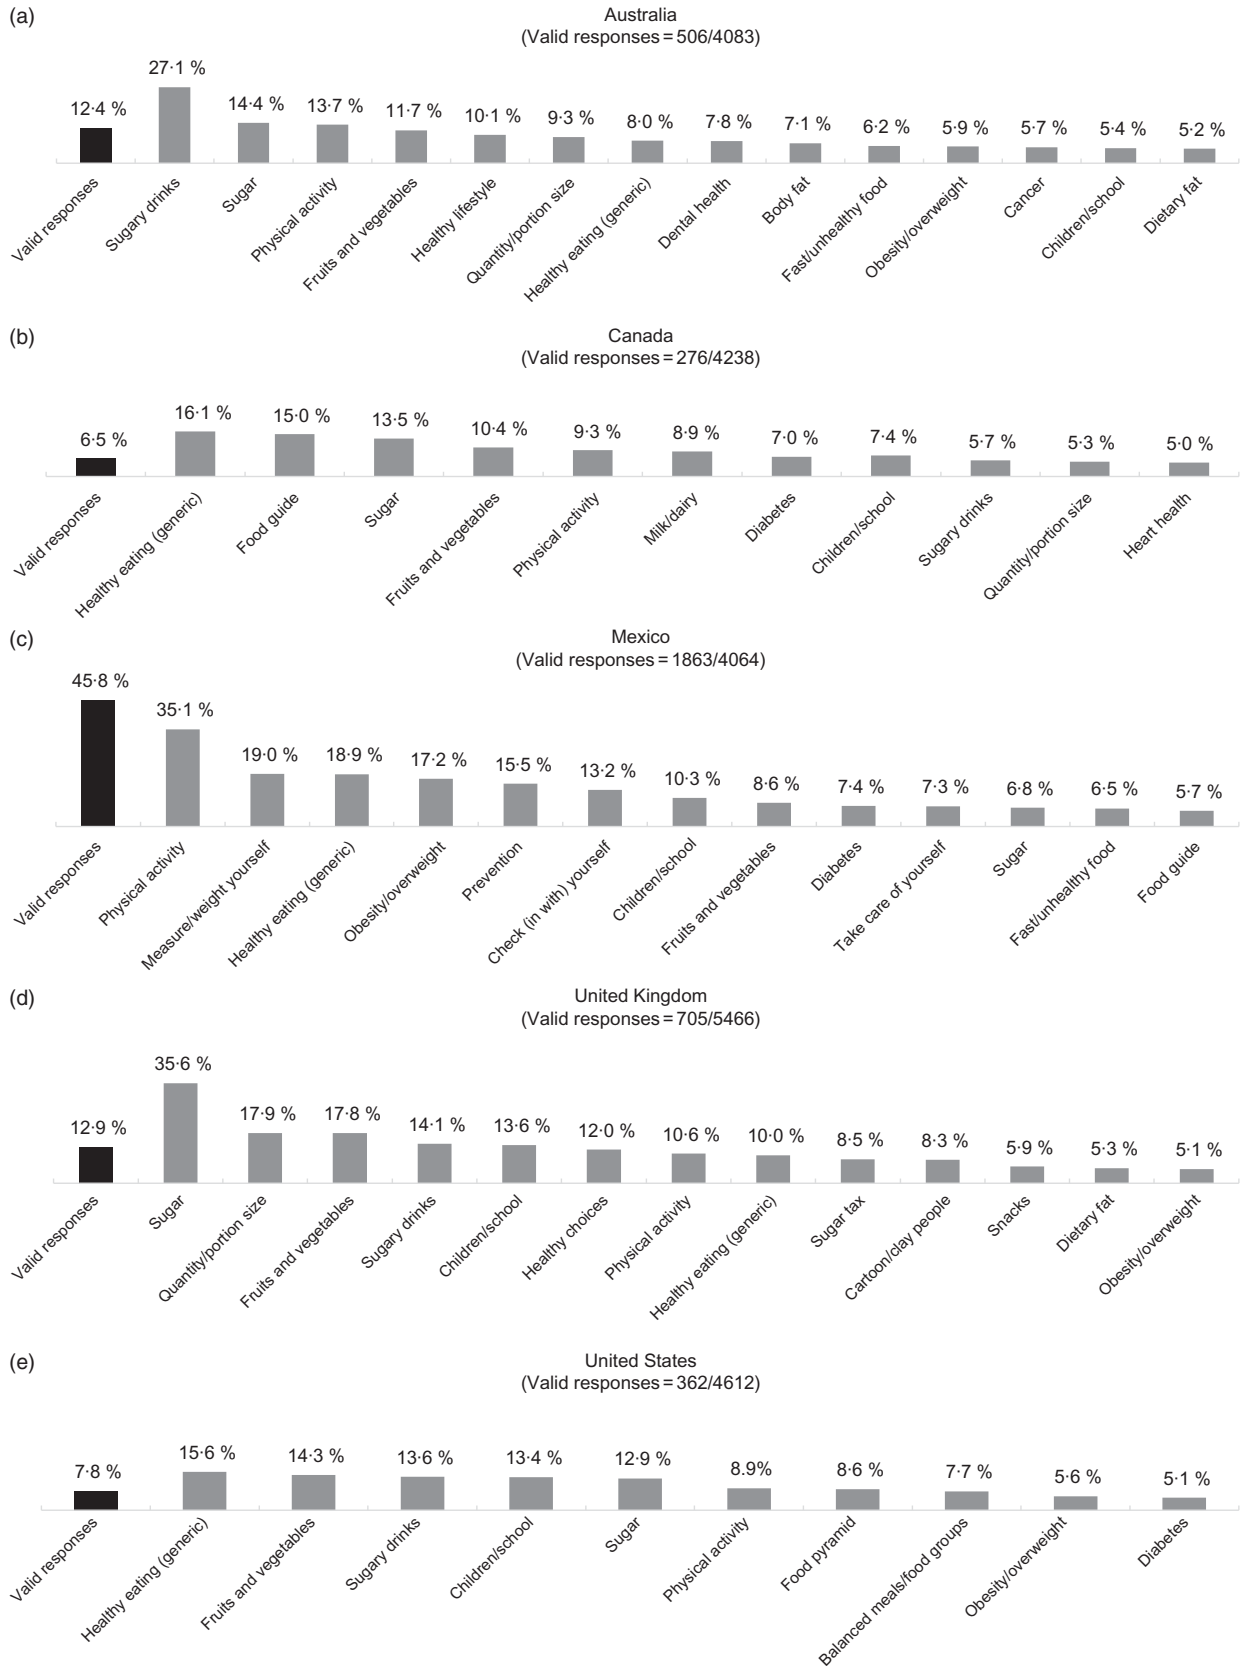 (a)
Australia
(Valid responses = 506/4083)
12·4 %
27·1 %
14·4 %
13·7 %
11·7 %
10·1 %
9·3 %
8·0 %
7·8 %
7·1 %
6·2 %
5·9 %
5·7 %
5·4 %
5·2 %
Valid responses
Sugary drinks
Sugar
Physical activity
Fruits and vegetables
Healthy lifestyle
Quantity/portion size
Healthy eating (generic)
Dental health
Body fat
Fast/unhealthy food
Obesity/overweight
Cancer
Children/school
Dietary fat
(b)
Canada
(Valid responses = 276/4238)
6·5 %
16·1 %
15·0 %
13·5 %
10·4 %
9·3 %
8·9 %
7·0 %
7·4 %
5·7 %
5·3 %
5·0 %
Valid responses
Healthy eating (generic)
Food guide
Sugar
Fruits and vegetables
Physical activity
Milk/dairy
Diabetes
Children/school
Sugary drinks
Quantity/portion size
Heart health
(c)
Mexico
(Valid responses = 1863/4064)
45·8 %
35·1 %
19·0 %
18·9 %
17·2 %
15·5 %
13·2 %
10·3 %
8·6 %
7·4 %
7·3 %
6·8 %
6·5 %
5·7 %
Valid responses
Physical activity
Measure/weight yourself
Healthy eating (generic)
Obesity/overweight
Prevention
Check (in with) yourself
Children/school
Fruits and vegetables
Diabetes
Take care of yourself
Sugar
Fast/unhealthy food
Food guide
(d)
United Kingdom
(Valid responses = 705/5466)
12·9 %
35·6 %
17·9 %
17·8 %
14·1 %
13·6 %
12·0 %
10·6 %
10·0 %
8·5 %
8·3 %
5·9 %
5·3 %
5·1 %
Valid responses
Sugar
Quantity/portion size
Fruits and vegetables
Sugary drinks
Children/school
Healthy choices
Physical activity
Healthy eating (generic)
Sugar tax
Cartoon/clay people
Snacks
Dietary fat
Obesity/overweight
(e)
United States
(Valid responses = 362/4612)
7·8 %
15·6 %
14·3 %
13·6 %
13·4 %
12·9 %
8.9%
8·6 %
7·7 %
5·6 %
5·1 %
Valid responses
Healthy eating (generic)
Fruits and vegetables
Sugary drinks
Children/school
Sugar
Physical activity
Food pyramid
Balanced meals/food groups
Obesity/overweight
Diabetes